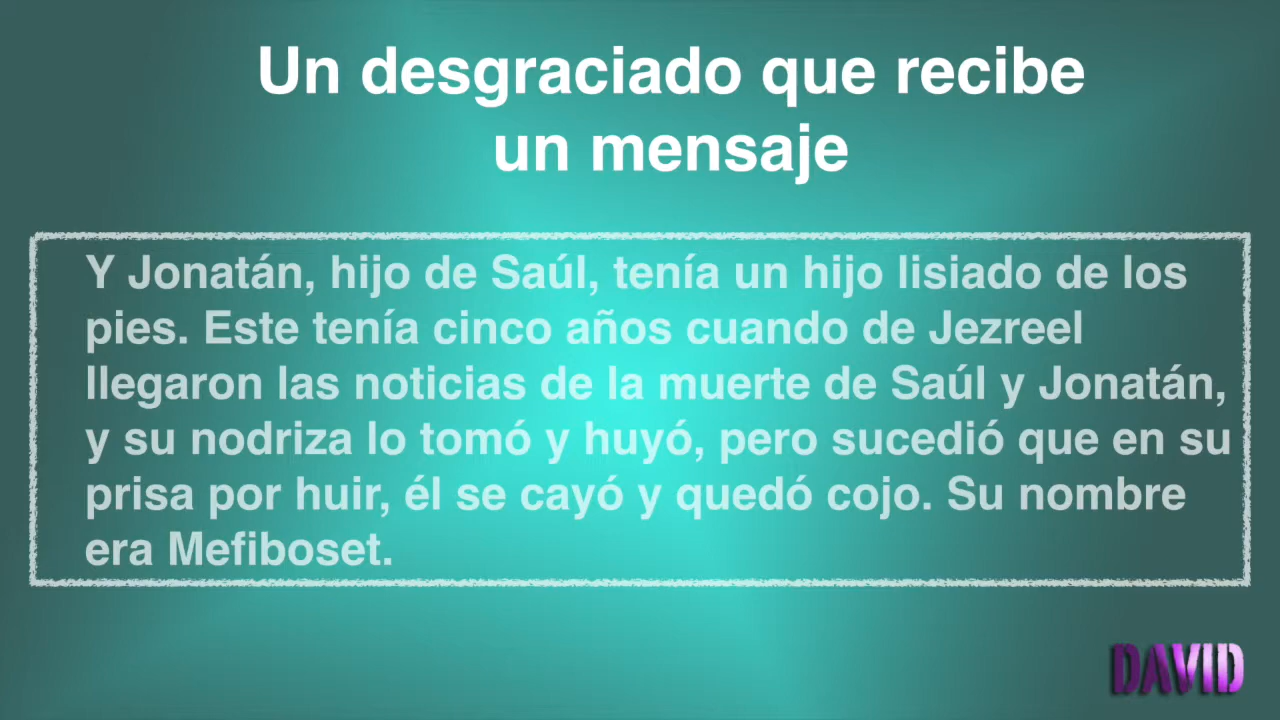 Un desgraciado que recibe
un mensaje
Y Jonatán, hijo de Saúl, tenía un hijo lisiado de los
pies. Este tenía cinco años cuando de Jezreel
llegaron las noticias de la muerte de Saúl y Jonatán,
y su nodriza lo tomó y huyó, pero sucedió que en su
prisa por huir, él se cayó y quedó cojo. Su nombre
era Mefiboset.
DAVID